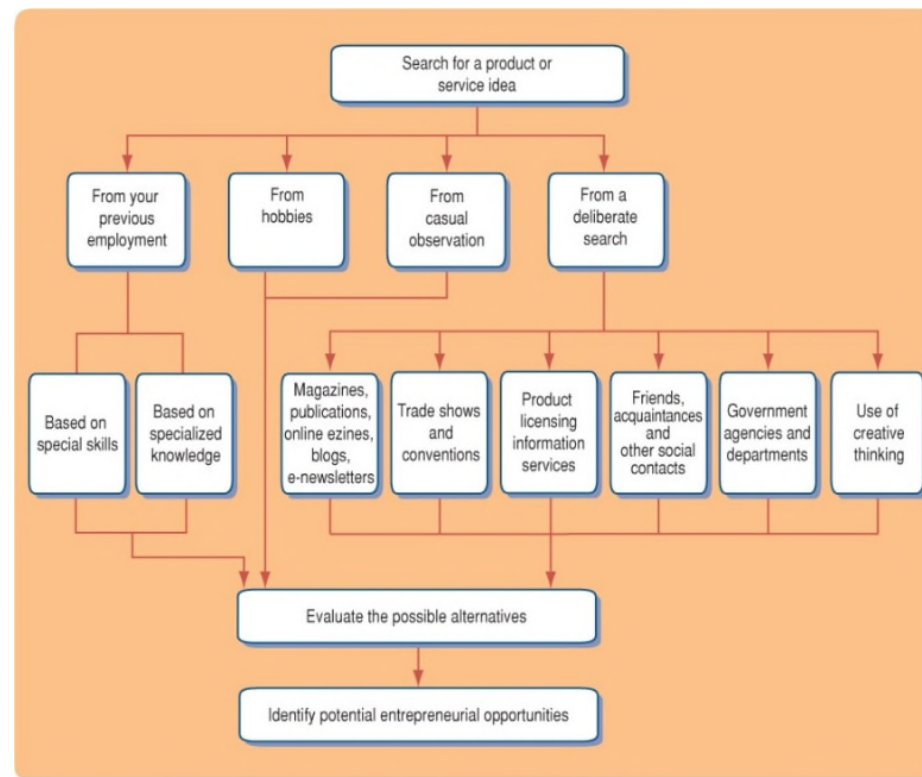 Search for a product or
service idea
From your
previous
employment
From
hobbies
From
casual
observation
From a
deliberate
search
Based on
special skills
Based on
specialized
knowledge
Magazines,
publications,
online ezines,
blogs,
e-newsletters
Trade shows
and
conventions
Product
licensing
information
services
Friends,
acquaintances
and
other social
contacts
Government
agencies and
departments
Use of
creative
thinking
Evaluate the possible alternatives
Identify potential entrepreneurial opportunities